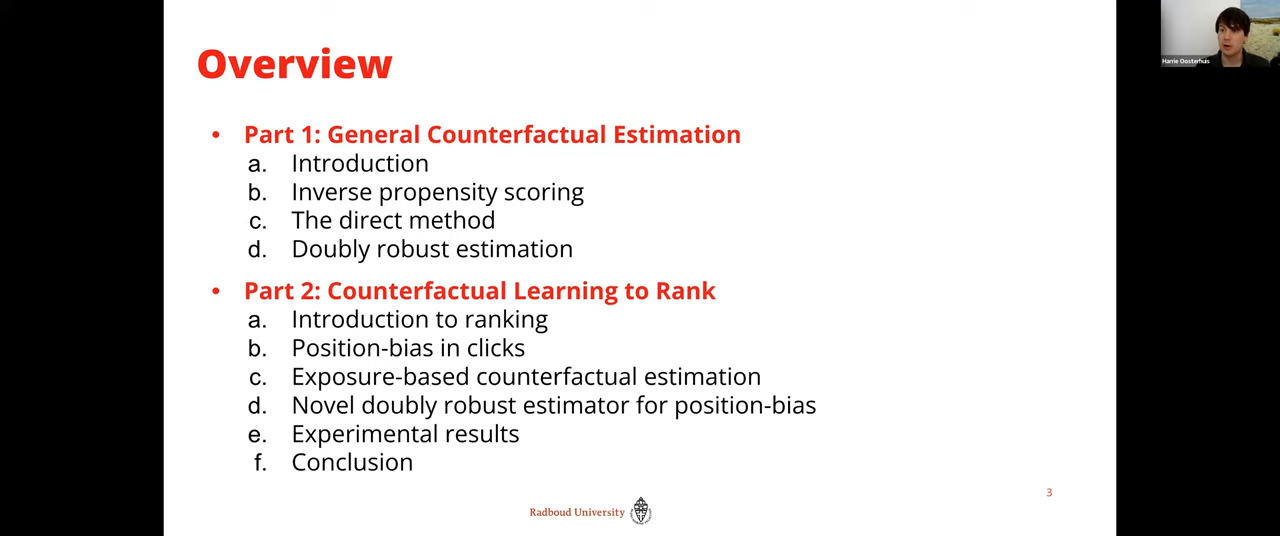 Overview
Harrie Oosterhuis
• Part 1: General Counterfactual Estimation
a. Introduction
b. Inverse propensity scoring
c. The direct method
d. Doubly robust estimation
• Part 2: Counterfactual Learning to Rank
a. Introduction to ranking
b. Position-bias in clicks
c. Exposure-based counterfactual estimation
d. Novel doubly robust estimator for position-bias
e. Experimental results
f. Conclusion
3
Radboud University